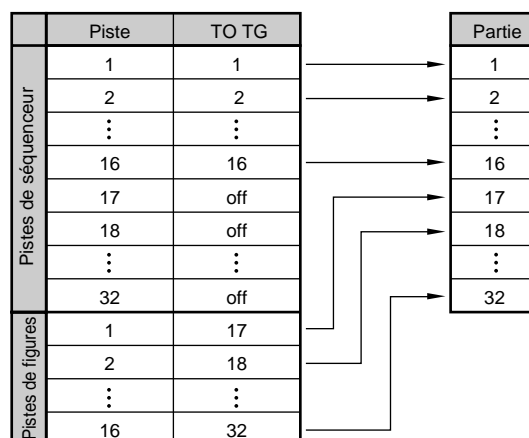 Piste TO TG Partie
Pistes de séquenceur
1 1 1
2 2 2
⋮ ⋮ ⋮
16 16 16
17 off 17
18 off 18
⋮ ⋮ ⋮
32 off 32
Pistes de figures
1 17
2 18
⋮ ⋮
16 32